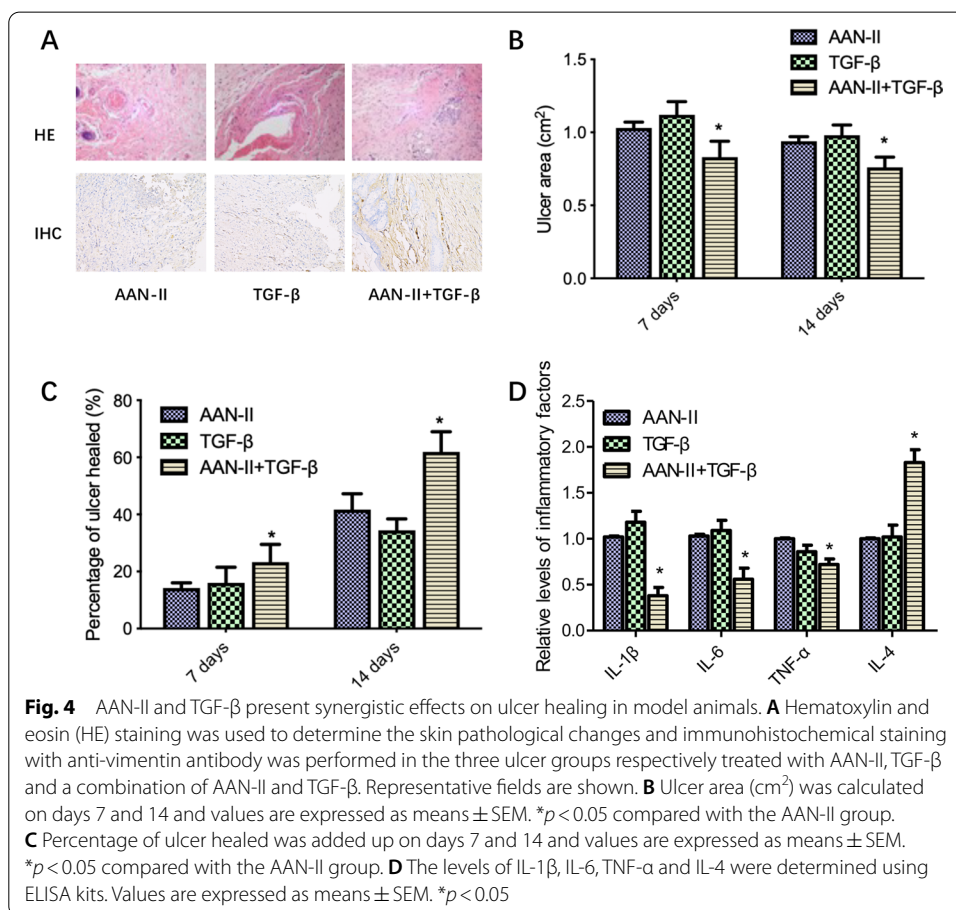 A
HE
IHC
AAN-II TGF-β AAN-II+TGF-β
B
AAN-II
TGF-β
AAN-II+TGF-β
Ulcer area (cm²)
1.5
1.0
0.5
0.0
* *
7 days 14 days
C
AAN-II
TGF-β
AAN-II+TGF-β
Percentage of ulcer healed (%)
80
60
40
20
0
* *
7 days 14 days
D
AAN-II
TGF-β
AAN-II+TGF-β
Relative levels of inflammatory factors
2.5
2.0
1.5
1.0
0.5
0.0
* * * *
IL-1β IL-6 TNF-α IL-4
Fig. 4 AAN-II and TGF-β present synergistic effects on ulcer healing in model animals. A Hematoxylin and
eosin (HE) staining was used to determine the skin pathological changes and immunohistochemical staining
with anti-vimentin antibody was performed in the three ulcer groups respectively treated with AAN-II, TGF-β
and a combination of AAN-II and TGF-β. Representative fields are shown. B Ulcer area (cm²) was calculated
on days 7 and 14 and values are expressed as means ± SEM. *p < 0.05 compared with the AAN-II group.
C Percentage of ulcer healed was added up on days 7 and 14 and values are expressed as means ± SEM.
*p < 0.05 compared with the AAN-II group. D The levels of IL-1β, IL-6, TNF-α and IL-4 were determined using
ELISA kits. Values are expressed as means ± SEM. *p < 0.05